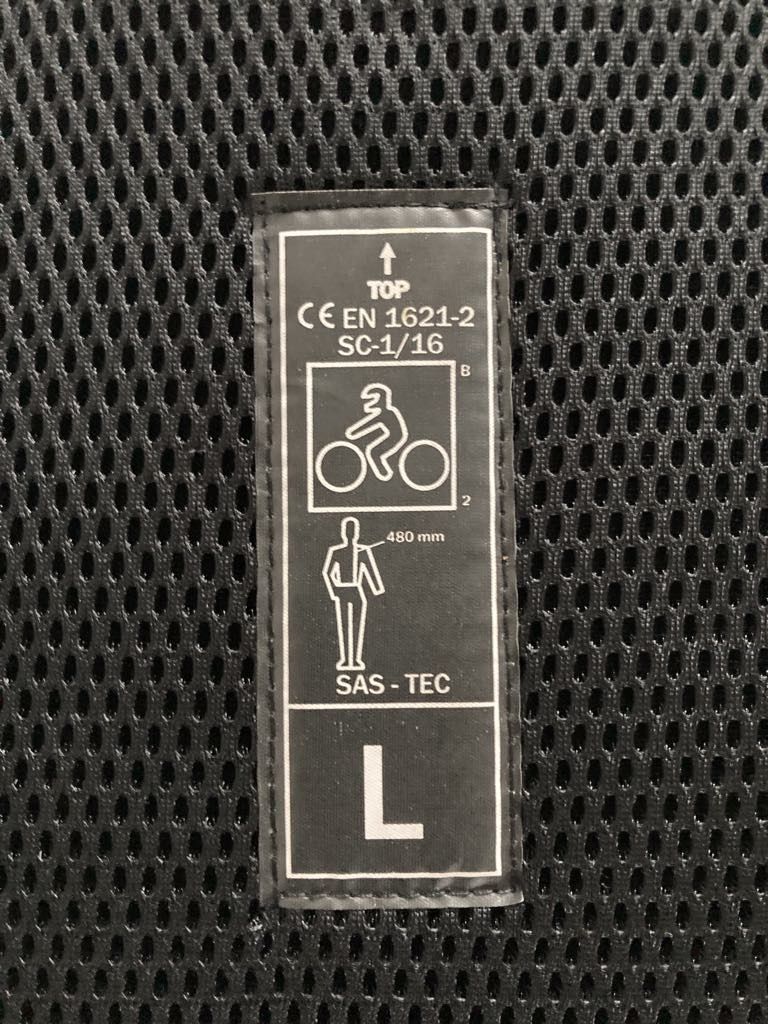 TOP
CE EN 1621-2
SC-1/16
B
2
480 mm
SAS - TEC
L